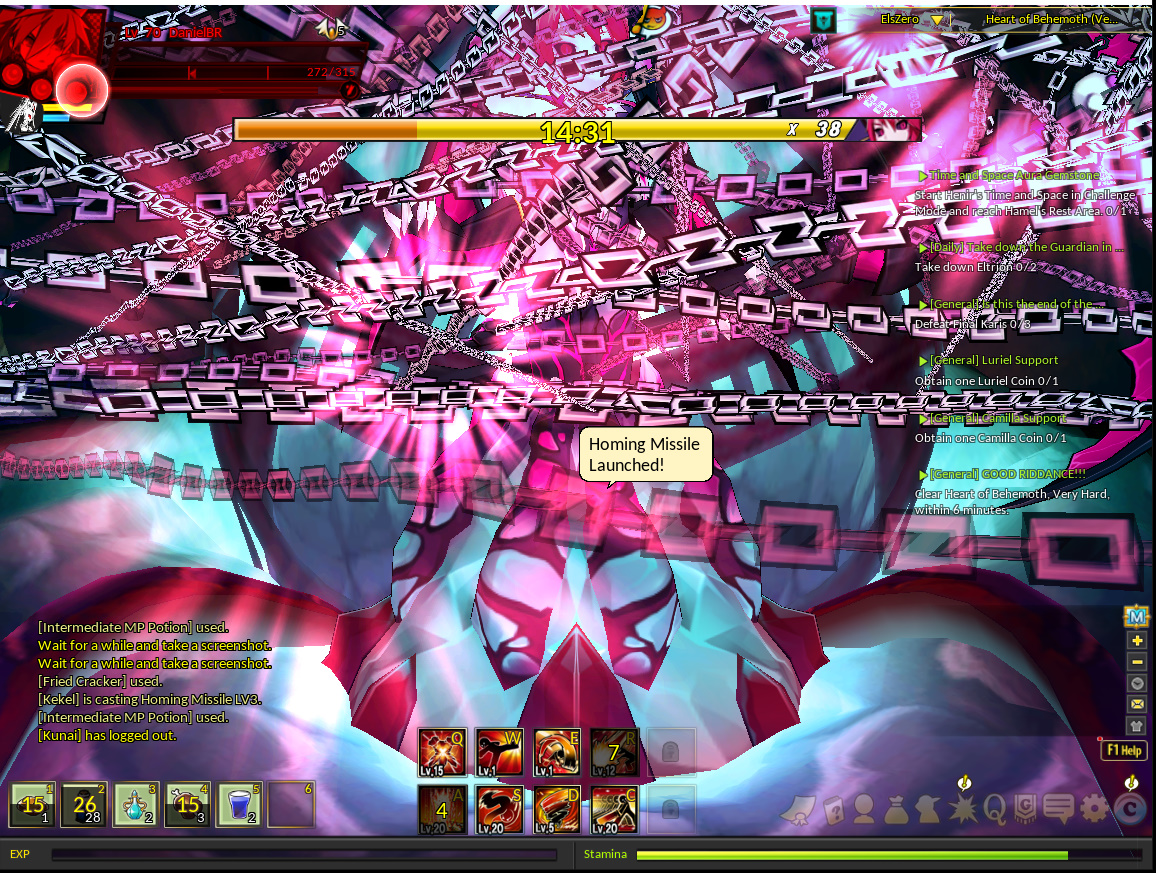 Lv. 70 DanielBR
5
ElsZero
Heart of Behemoth (Ve...
272/315
14:31
x 38
Time and Space Aura Gemstone
Start Henir's Time and Space in Challenge
Mode and reach Hamel's Rest Area. 0/1
[Daily] Take down the Guardian in ...
Take down Eltrion 0/2
[General] Is this the end of the...
Defeat Final Karis 0/3
[General] Luriel Support
Obtain one Luriel Coin 0/1
[General] Camilla Support
Obtain one Camilla Coin 0/1
[General] GOOD RIDDANCE!!!
Clear Heart of Behemoth, Very Hard,
within 6 minutes.
Homing Missile
Launched!
[Intermediate MP Potion] used.
Wait for a while and take a screenshot.
Wait for a while and take a screenshot.
[Fried Cracker] used.
[Kekel] is casting Homing Missile LV3.
[Intermediate MP Potion] used.
[Kunai] has logged out.
M
F1 Help
Q W E R
7
Lv.15 Lv.1 Lv.1 Lv.12
A S D C
4
Lv.20 Lv.20 Lv.5 Lv.20
1 2 3 4 5 6
15 26 15
1 28 2 3 2
EXP
Stamina